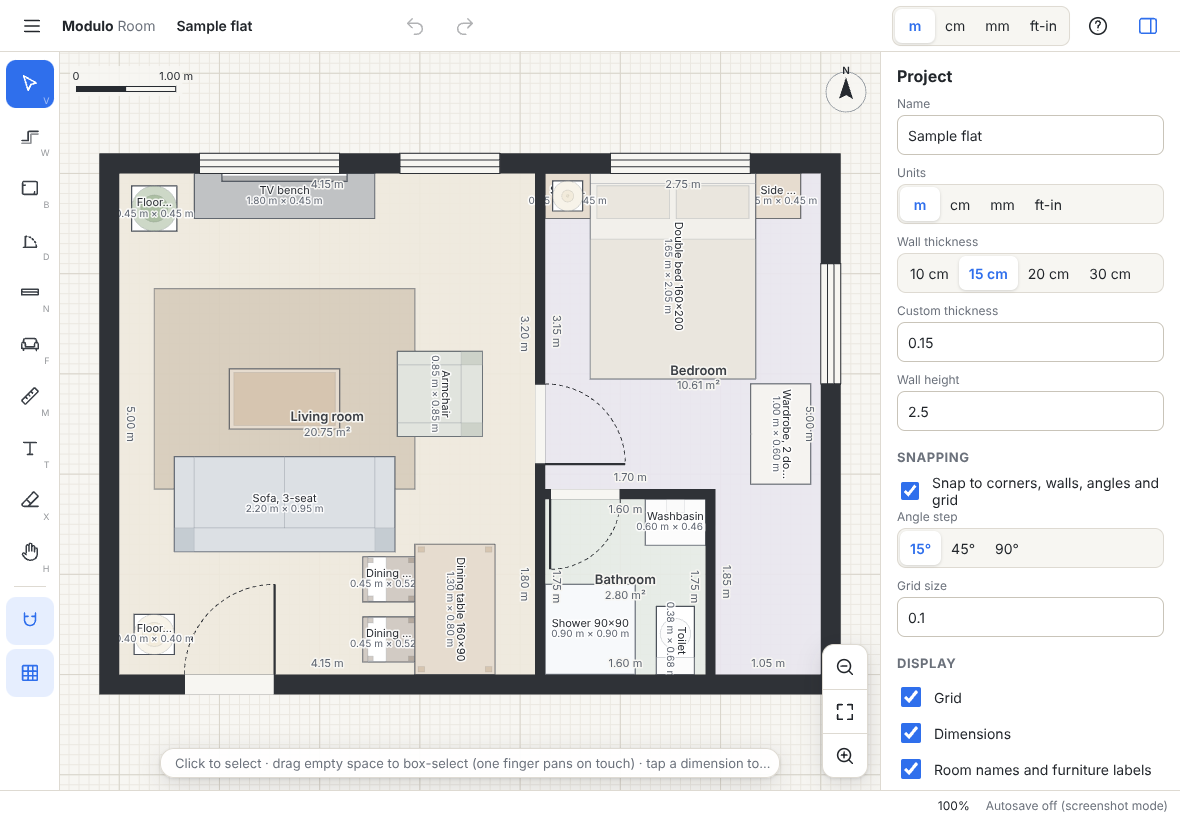 Modulo Room Sample flat
m cm mm ft-in
V
W
B
D
N
F
M
T
X
H
0 1.00 m
N
TV bench
1.80 m × 0.45 m
4.15 m
Floor...
0.45 m × 0.45 m
2.75 m
Side ...
Double bed 160×200
1.65 m × 2.05 m
3.20 m
3.15 m
Armchair
0.85 m × 0.85 m
Living room
20.75 m²
5.00 m
Bedroom
10.61 m²
Wardrobe, 2 do...
1.00 m × 0.60 m
5.00 m
Sofa, 3-seat
2.20 m × 0.95 m
1.70 m
1.60 m
Washbasin
0.60 m × 0.46
Dining ...
0.45 m × 0.52
Dining table 160×90
1.30 m × 0.80 m
1.80 m
1.75 m
Bathroom
2.80 m²
1.75 m
1.85 m
Floor...
0.40 m × 0.40 m
Dining ...
0.45 m × 0.52
Shower 90×90
0.90 m × 0.90 m
Toilet
0.38 m × 0.68 m
4.15 m
1.60 m
1.05 m
Click to select · drag empty space to box-select (one finger pans on touch) · tap a dimension to...
Project
Name
Sample flat
Units
m cm mm ft-in
Wall thickness
10 cm 15 cm 20 cm 30 cm
Custom thickness
0.15
Wall height
2.5
SNAPPING
Snap to corners, walls, angles and
grid
Angle step
15° 45° 90°
Grid size
0.1
DISPLAY
Grid
Dimensions
Room names and furniture labels
100% Autosave off (screenshot mode)